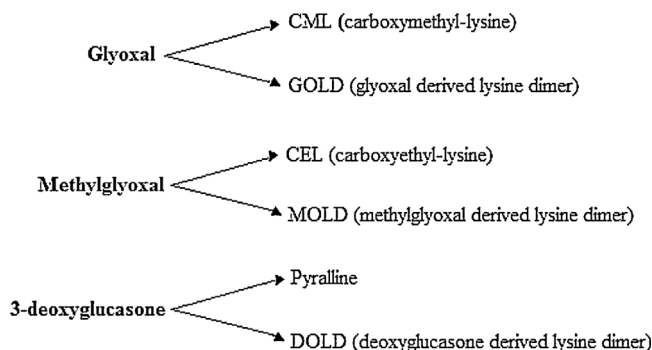 CML (carboxymethyl-lysine)
Glyoxal
GOLD (glyoxal derived lysine dimer)
CEL (carboxyethyl-lysine)
Methylglyoxal
MOLD (methylglyoxal derived lysine dimer)
Pyralline
3-deoxyglucasone
DOLD (deoxyglucasone derived lysine dimer)